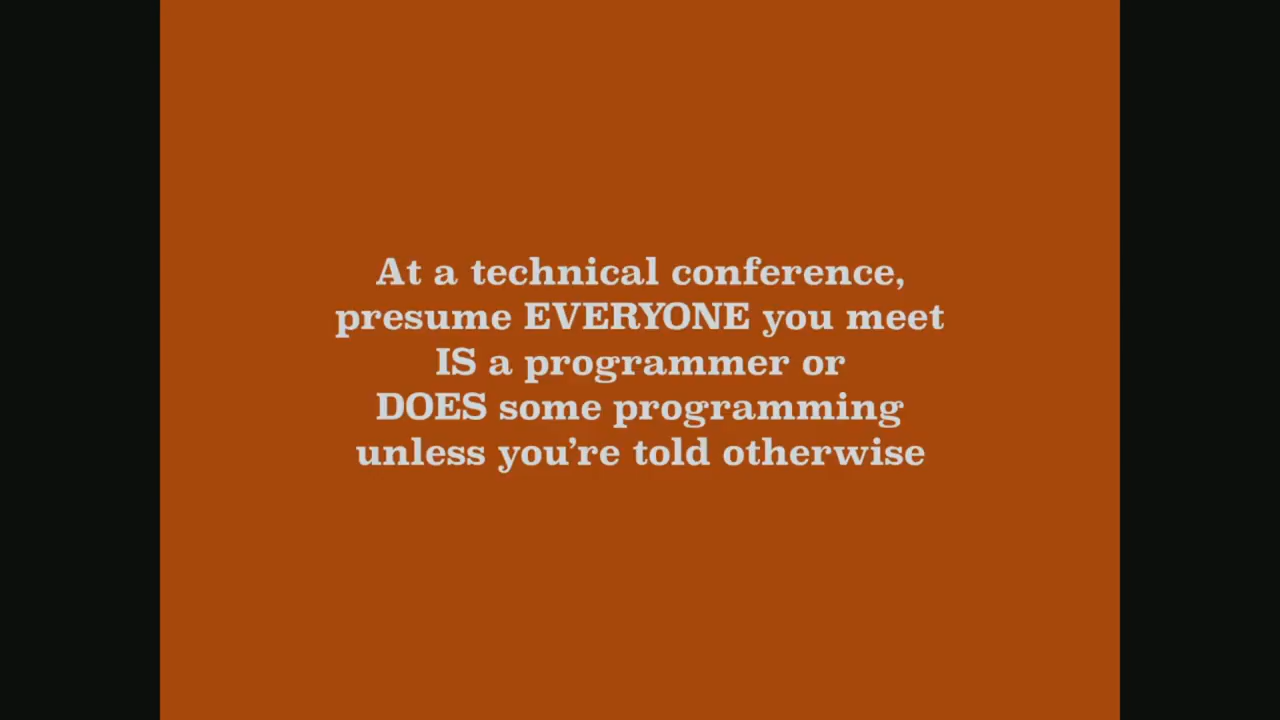 At a technical conference,
presume EVERYONE you meet
IS a programmer or
DOES some programming
unless you’re told otherwise